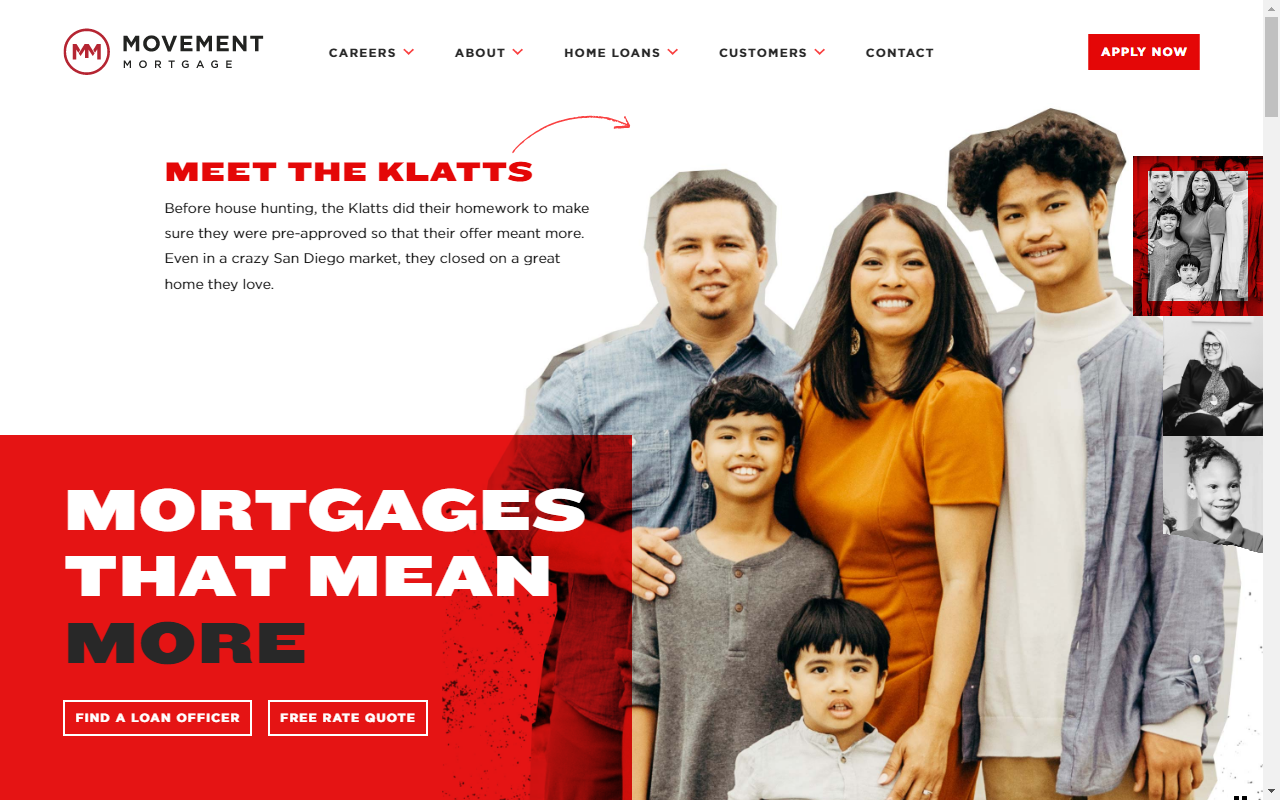 MM
MOVEMENT
MORTGAGE
CAREERS
ABOUT
HOME LOANS
CUSTOMERS
CONTACT
APPLY NOW
MEET THE KLATTS
Before house hunting, the Klatts did their homework to make
sure they were pre-approved so that their offer meant more.
Even in a crazy San Diego market, they closed on a great
home they love.
MORTGAGES
THAT MEAN
MORE
FIND A LOAN OFFICER
FREE RATE QUOTE